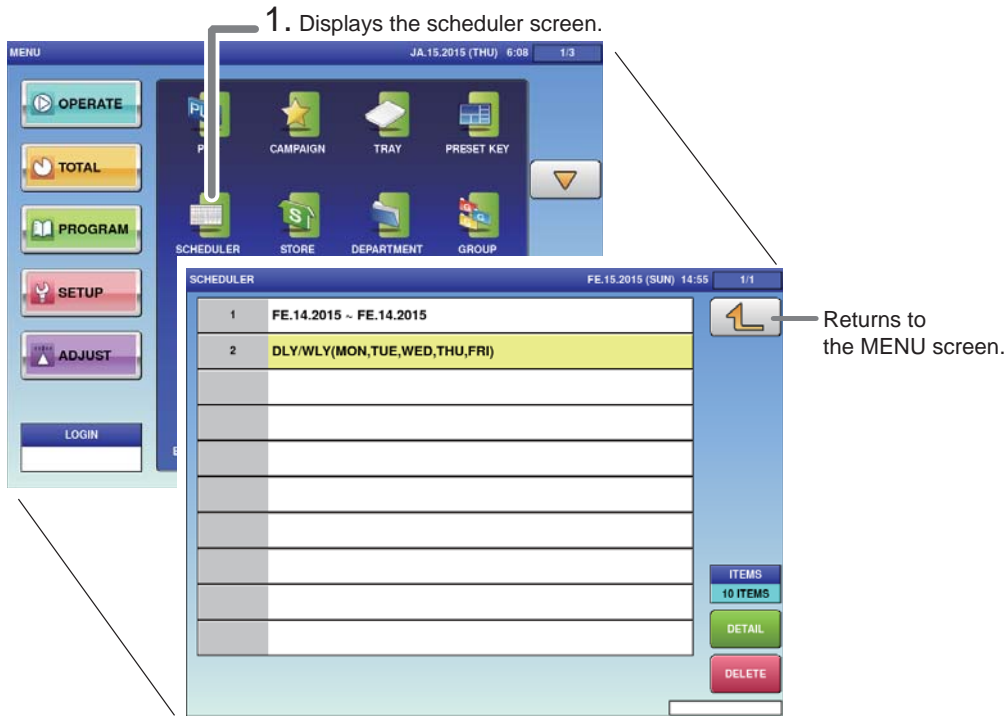 1. Displays the scheduler screen.
MENU
JA.15.2015 (THU) 6:08
1/3
OPERATE
TOTAL
PROGRAM
SETUP
ADJUST
LOGIN
CAMPAIGN
TRAY
PRESET KEY
SCHEDULER
STORE
DEPARTMENT
GROUP
SCHEDULER
FE.15.2015 (SUN) 14:55
1/1
1 FE.14.2015 ~ FE.14.2015
2 DLY/WLY(MON,TUE,WED,THU,FRI)
Returns to
the MENU screen.
ITEMS
10 ITEMS
DETAIL
DELETE